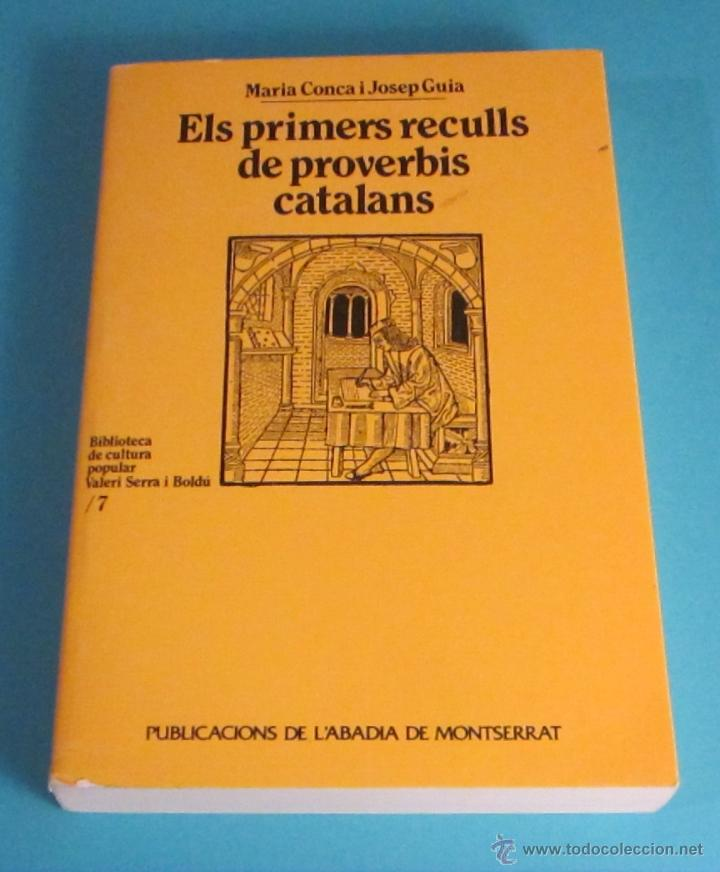 Maria Conca i Josep Guia
Els primers reculls
de proverbis
catalans
Biblioteca
de cultura
popular
Valeri Serra i Boldú
/7
PUBLICACIONS DE L'ABADIA DE MONTSERRAT
© www.todocoleccion.net